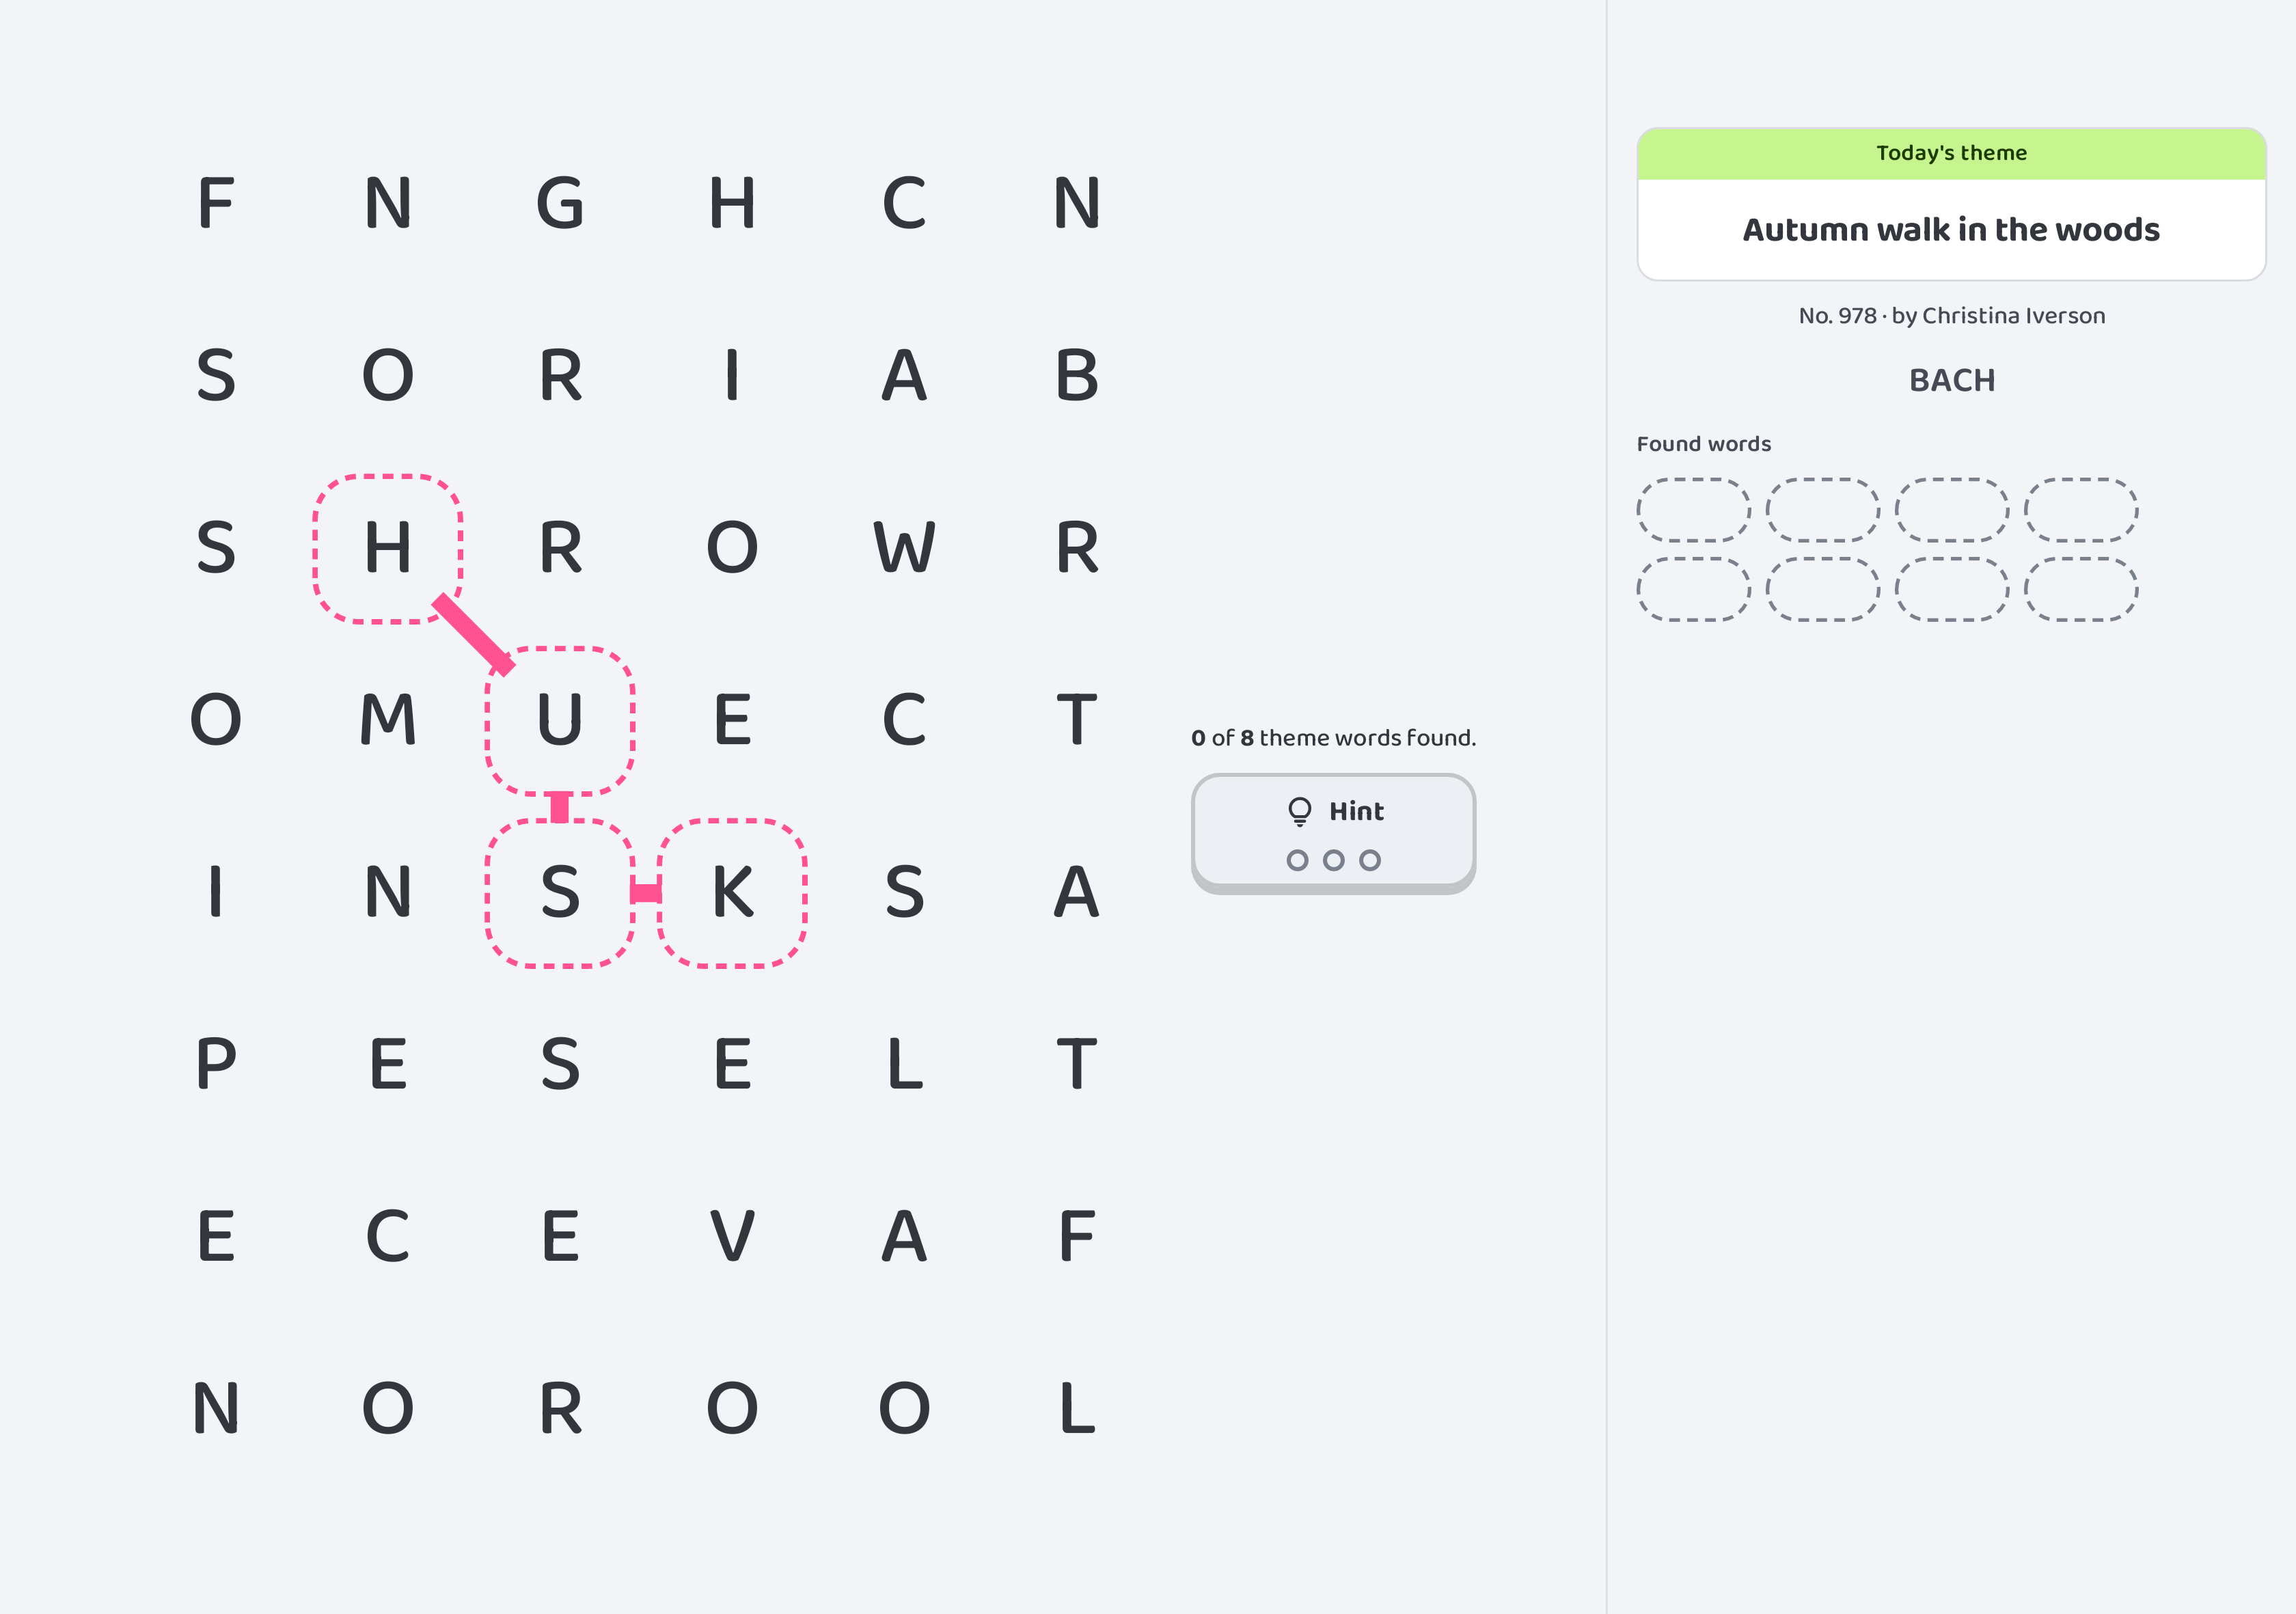 F N G H C N
S O R I A B
S H R O W R
O M U E C T
I N S K S A
P E S E L T
E C E V A F
N O R O O L
0 of 8 theme words found.
Hint
Today's theme
Autumn walk in the woods
No. 978 · by Christina Iverson
BACH
Found words